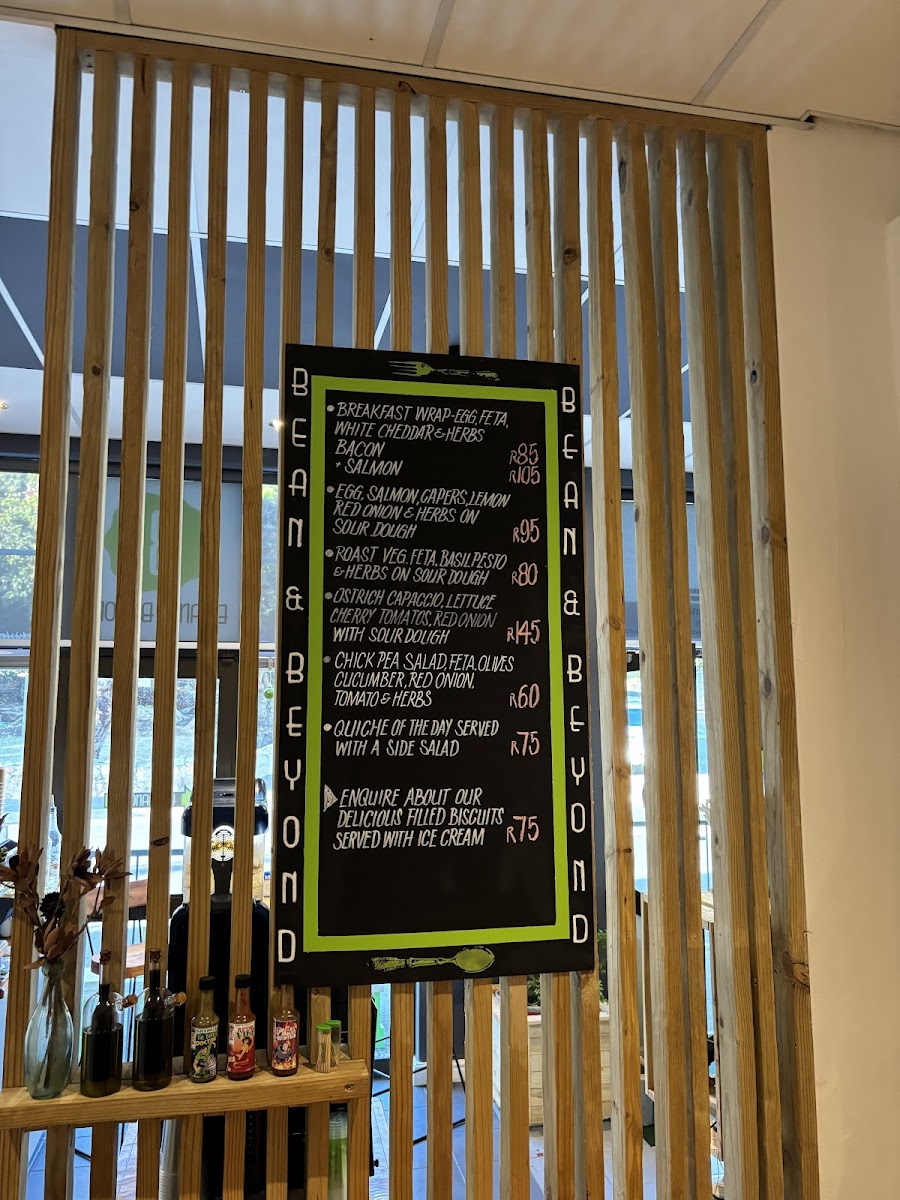 BEAN & BEYOND
• BREAKFAST WRAP-EGG, FETA,
WHITE CHEDDAR & HERBS
BACON R85
+ SALMON R105
• EGG, SALMON, CAPERS, LEMON
RED ONION & HERBS ON
SOUR DOUGH R95
• ROAST VEG, FETA, BASIL PESTO
& HERBS ON SOUR DOUGH R80
• OSTRICH CAPACCIO, LETTUCE
CHERRY TOMATOS, RED ONION
WITH SOUR DOUGH R145
• CHICK PEA SALAD, FETA, OLIVES
CUCUMBER, RED ONION,
TOMATO & HERBS R60
• QUICHE OF THE DAY SERVED
WITH A SIDE SALAD R75
ENQUIRE ABOUT OUR
DELICIOUS FILLED BISCUITS
SERVED WITH ICE CREAM R75
BEAN & BEYOND